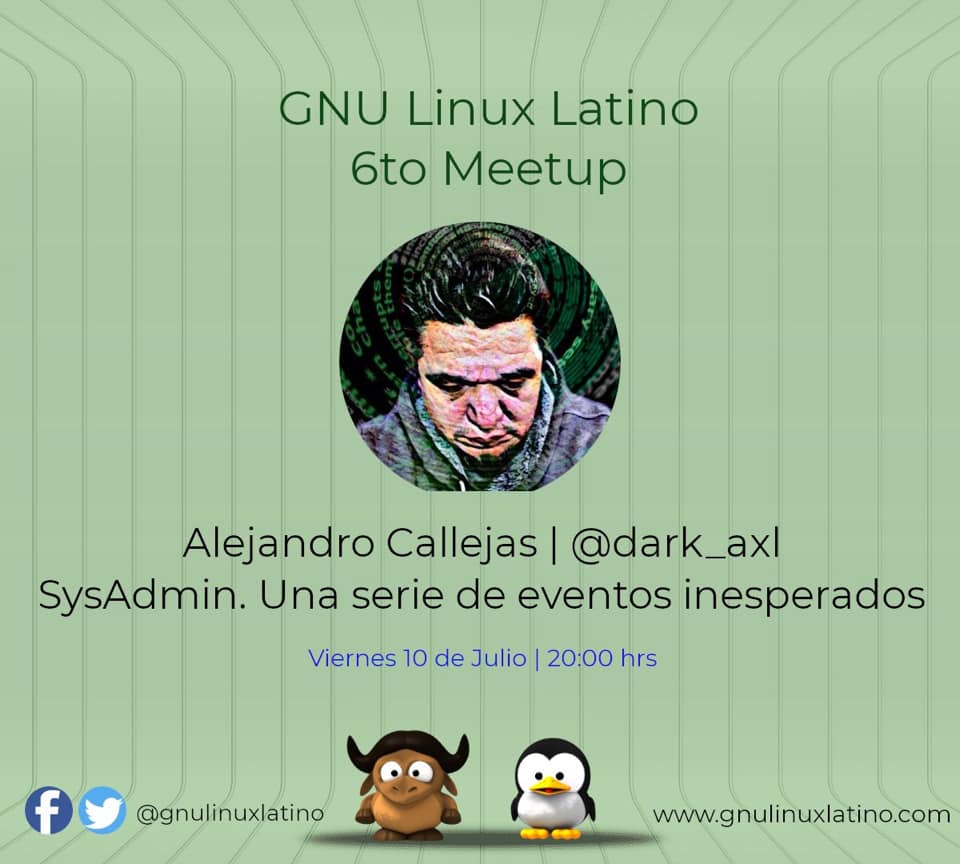 GNU Linux Latino
6to Meetup
Alejandro Callejas | @dark_axl
SysAdmin. Una serie de eventos inesperados
Viernes 10 de Julio | 20:00 hrs
@gnulinuxlatino
www.gnulinuxlatino.com